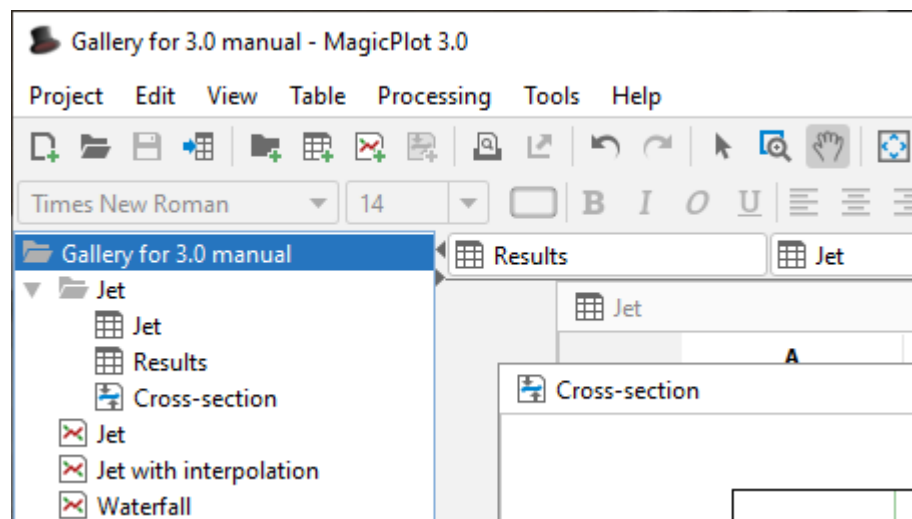 Gallery for 3.0 manual - MagicPlot 3.0
Project Edit View Table Processing Tools Help
Times New Roman 14 B I O U
Gallery for 3.0 manual
Results Jet
Jet
Jet
Jet
A
Results
Cross-section
Cross-section
Jet
Jet with interpolation
Waterfall